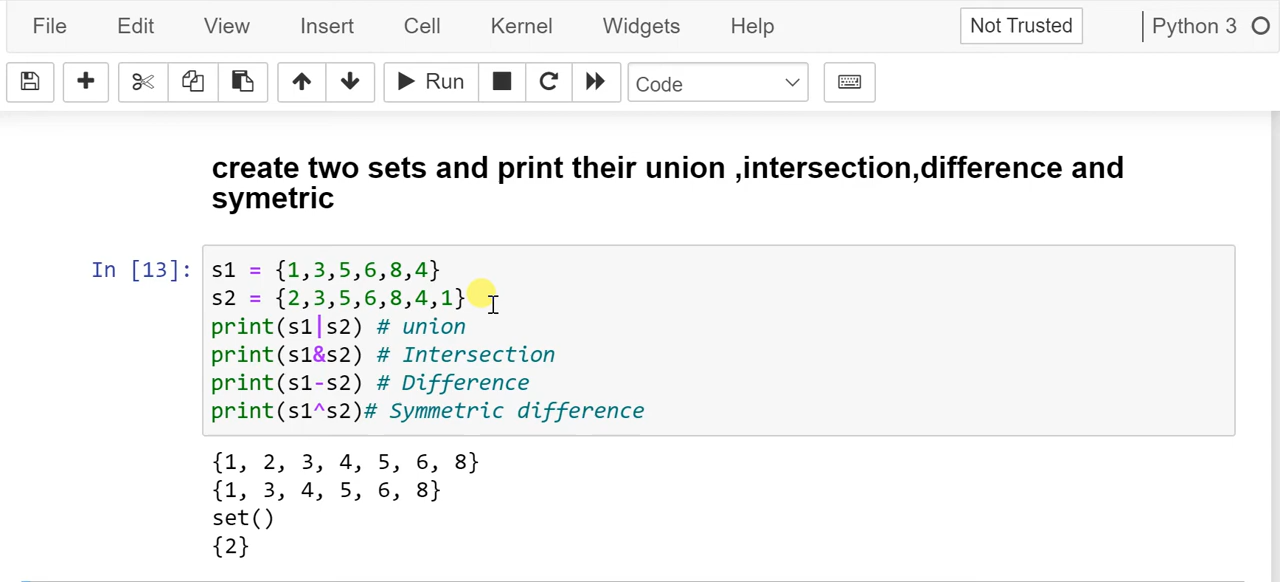 File Edit View Insert Cell Kernel Widgets Help Not Trusted Python 3
Run Code
create two sets and print their union ,intersection,difference and
symetric
In [13]: s1 = {1,3,5,6,8,4}
s2 = {2,3,5,6,8,4,1}
print(s1|s2) # union
print(s1&s2) # Intersection
print(s1-s2) # Difference
print(s1^s2)# Symmetric difference
{1, 2, 3, 4, 5, 6, 8}
{1, 3, 4, 5, 6, 8}
set()
{2}